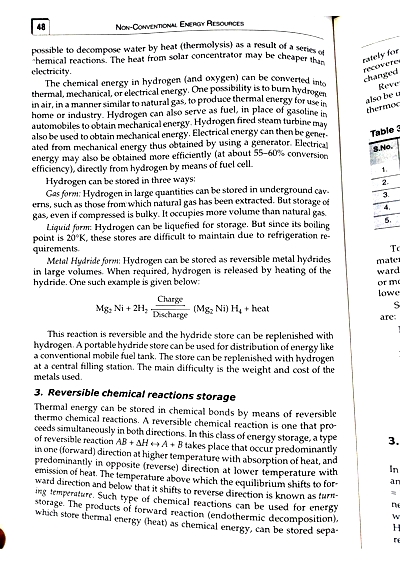 48
NON-CONVENTIONAL ENERGY RESOURCES
possible to decompose water by heat (thermolysis) as a result of a series of
chemical reactions. The heat from solar concentrator may be cheaper than
electricity.
The chemical energy in hydrogen (and oxygen) can be converted into
thermal, mechanical, or electrical energy. One possibility is to burn hydrogen
in air, in a manner similar to natural gas, to produce thermal energy for use in
home or industry. Hydrogen can also serve as fuel, in place of gasoline in
automobiles to obtain mechanical energy. Hydrogen fired steam turbine may
also be used to obtain mechanical energy. Electrical energy can then be gener-
ated from mechanical energy thus obtained by using a generator. Electrical
energy may also be obtained more efficiently (at about 55–60% conversion
efficiency), directly from hydrogen by means of fuel cell.
Hydrogen can be stored in three ways:
Gas form: Hydrogen in large quantities can be stored in underground cav-
erns, such as those from which natural gas has been extracted. But storage of
gas, even if compressed is bulky. It occupies more volume than natural gas.
Liquid form: Hydrogen can be liquefied for storage. But since its boiling
point is 20°K, these stores are difficult to maintain due to refrigeration re-
quirements.
Metal Hydride form: Hydrogen can be stored as reversible metal hydrides
in large volumes. When required, hydrogen is released by heating of the
hydride. One such example is given below:
Charge
Mg₂ Ni + 2H₂ ——— (Mg₂ Ni) H₄ + heat
Discharge
This reaction is reversible and the hydride store can be replenished with
hydrogen. A portable hydride store can be used for distribution of energy like
a conventional mobile fuel tank. The store can be replenished with hydrogen
at a central filling station. The main difficulty is the weight and cost of the
metals used.
3. Reversible chemical reactions storage
Thermal energy can be stored in chemical bonds by means of reversible
thermo chemical reactions. A reversible chemical reaction is one that pro-
ceeds simultaneously in both directions. In this class of energy storage, a type
of reversible reaction AB + ΔH ↔ A + B takes place that occur predominantly
in one (forward) direction at higher temperature with absorption of heat, and
predominantly in opposite (reverse) direction at lower temperature with
emission of heat. The temperature above which the equilibrium shifts to for-
ward direction and below that it shifts to reverse direction is known as turn-
ing temperature. Such type of chemical reactions can be used for energy
storage. The products of forward reaction (endothermic decomposition),
which store thermal energy (heat) as chemical energy, can be stored sepa-
rately for
recovered
changed
Reve
also be u
thermoc
Table 3
S.No.
1.
2.
3.
4.
5.
To
mater
ward
or mo
lowe
S
are:
3.
In
an
=
ne
w
H
re